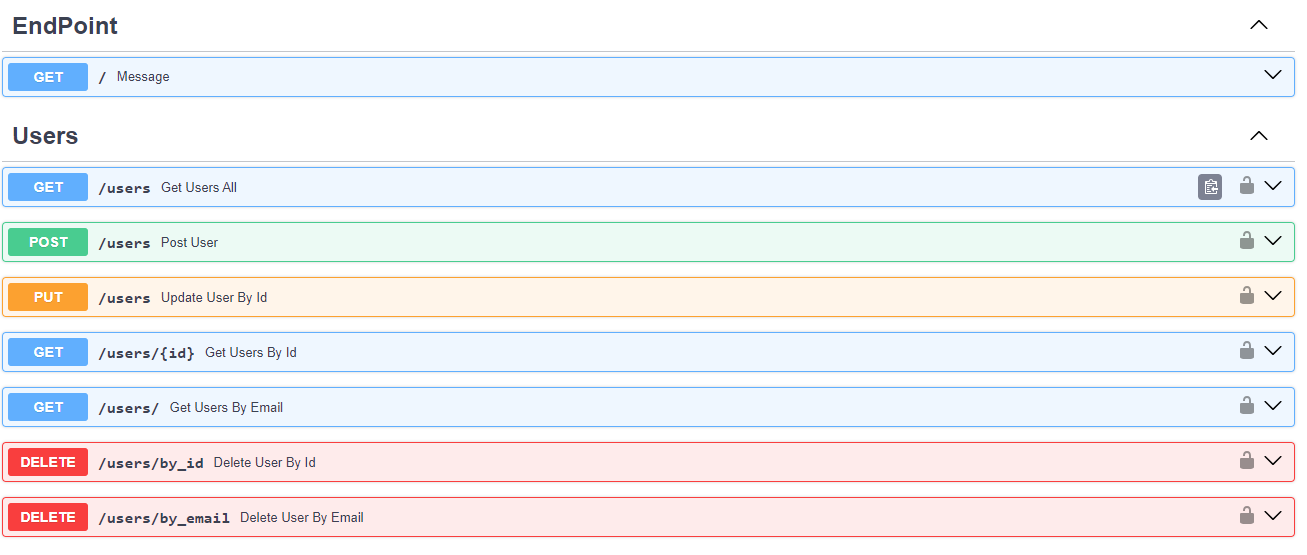 EndPoint
GET / Message
Users
GET /users Get Users All
POST /users Post User
PUT /users Update User By Id
GET /users/{id} Get Users By Id
GET /users/ Get Users By Email
DELETE /users/by_id Delete User By Id
DELETE /users/by_email Delete User By Email